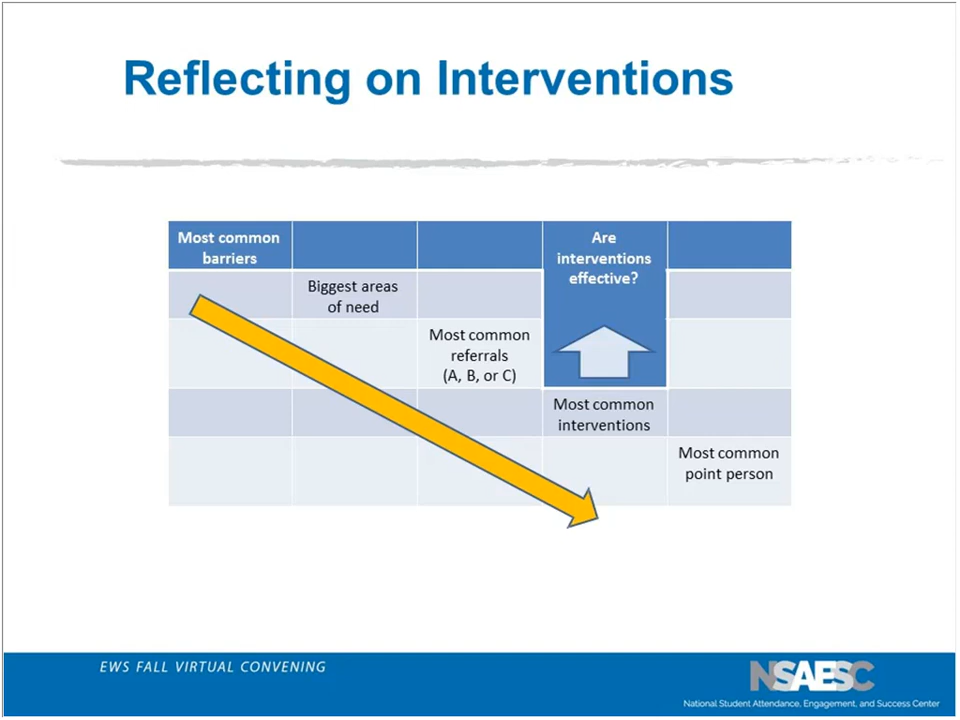 Reflecting on Interventions
Most common
barriers
Are
interventions
effective?
Biggest areas
of need
Most common
referrals
(A, B, or C)
Most common
interventions
Most common
point person
EWS FALL VIRTUAL CONVENING
NSAESC
National Student Attendance, Engagement, and Success Center